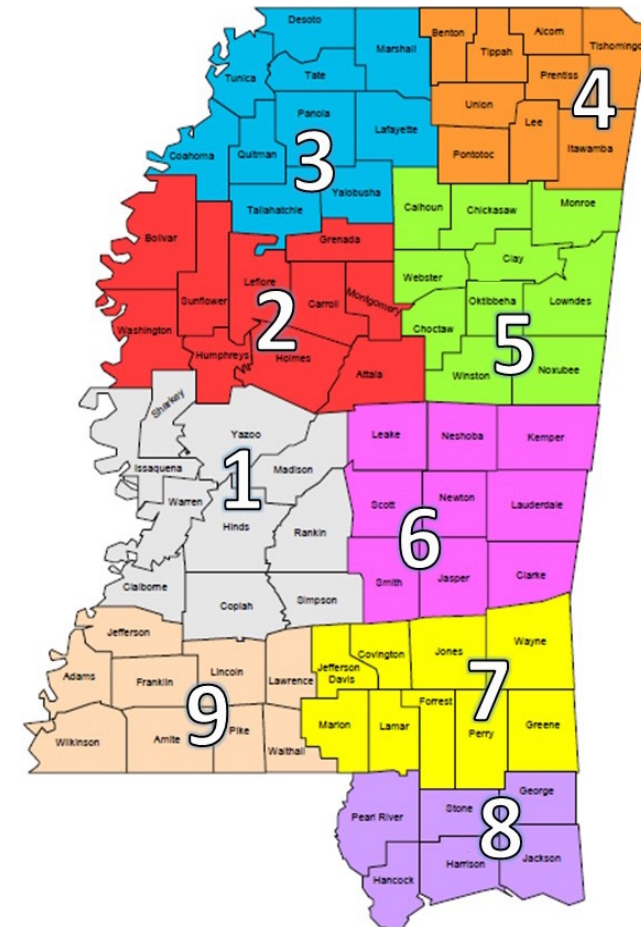 Desoto
Marshall
Benton
Tippah
Alcorn
Tishomingo
Prentiss
Tunica
Tate
Panola
Lafayette
Union
Lee
4
Itawamba
Pontotoc
Coahoma
Quitman
3
Yalobusha
Tallahatchie
Calhoun
Chickasaw
Monroe
Bolivar
Grenada
Webster
Clay
Sunflower
Leflore
Carroll
Montgomery
2
Oktibbeha
Lowndes
Washington
Choctaw
5
Humphreys
Holmes
Attala
Winston
Noxubee
Sharkey
Yazoo
Leake
Neshoba
Kemper
Issaquena
Madison
1
Warren
Hinds
Rankin
Scott
Newton
Lauderdale
6
Claiborne
Copiah
Simpson
Smith
Jasper
Clarke
Jefferson
Adams
Franklin
Lincoln
Lawrence
Jefferson
Davis
Covington
Jones
Wayne
9
7
Wilkinson
Amite
Pike
Walthall
Marion
Lamar
Forrest
Perry
Greene
Pearl River
Stone
George
8
Hancock
Harrison
Jackson